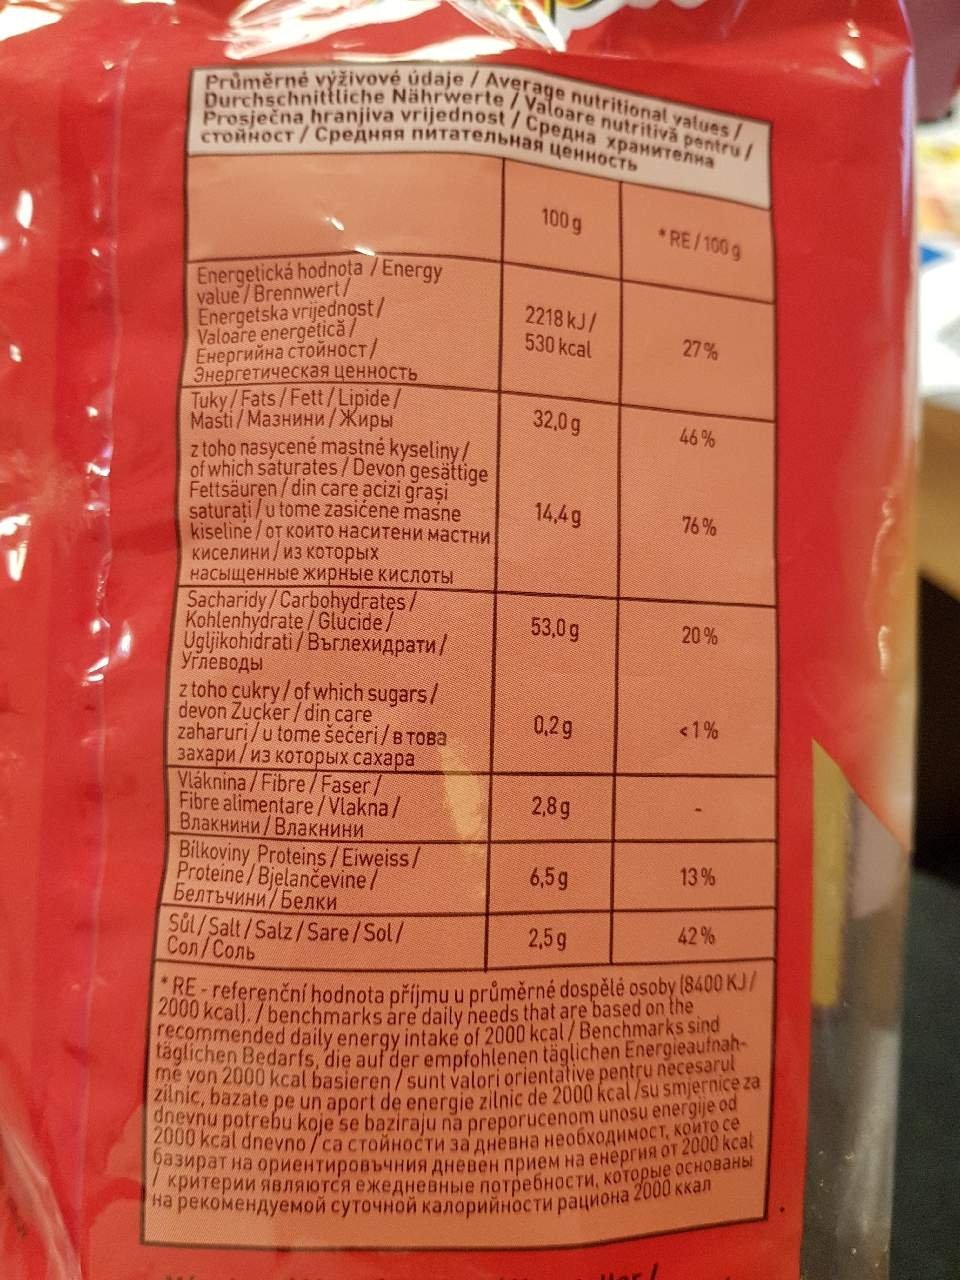 Průměrné výživové údaje / Average nutritional values /
Durchschnittliche Nährwerte / Valoare nutritivă pentru /
Prosječna hranjiva vrijednost / Средна хранителна
стойност / Средняя питательная ценность
100 g
* RE / 100 g
Energetická hodnota / Energy
value / Brennwert /
Energetska vrijednost /
Valoare energetică /
Енергийна стойност /
Энергетическая ценность
2218 kJ /
530 kcal
27 %
Tuky / Fats / Fett / Lipide /
Masti / Мазнини / Жиры
32,0 g
46 %
z toho nasycené mastné kyseliny /
of which saturates / Devon gesättige
Fettsäuren / din care acizi grași
saturați / u tome zasićene masne
kiseline / от които наситени мастни
киселини / из которых
насыщенные жирные кислоты
14,4 g
76 %
Sacharidy / Carbohydrates /
Kohlenhydrate / Glucide /
Ugljikohidrati / Въглехидрати /
Углеводы
53,0 g
20 %
z toho cukry / of which sugars /
devon Zucker / din care
zaharuri / u tome šećeri / в това
захари / из которых сахара
0,2 g
< 1 %
Vláknina / Fibre / Faser /
Fibre alimentare / Vlakna /
Влакнини / Влакнини
2,8 g
-
Bílkoviny Proteins / Eiweiss /
Proteine / Bjelančevine /
Белтъчини / Белки
6,5 g
13 %
Sůl / Salt / Salz / Sare / Sol /
Сол / Соль
2,5 g
42 %
* RE - referenční hodnota příjmu u průměrné dospělé osoby (8400 KJ /
2000 kcal). / benchmarks are daily needs that are based on the
recommended daily energy intake of 2000 kcal / Benchmarks sind
täglichen Bedarfs, die auf der empfohlenen täglichen Energieaufnah-
me von 2000 kcal basieren / sunt valori orientative pentru necesarul
zilnic, bazate pe un aport de energie zilnic de 2000 kcal /su smjernice za
dnevnu potrebu koje se baziraju na preporucenom unosu energije od
2000 kcal dnevno / са стойности за дневна необходимост, които се
базират на ориентировъчния дневен прием на енергия от 2000 kcal
/ критерии являются ежедневные потребности, которые основаны
на рекомендуемой суточной калорийности рациона 2000 ккал